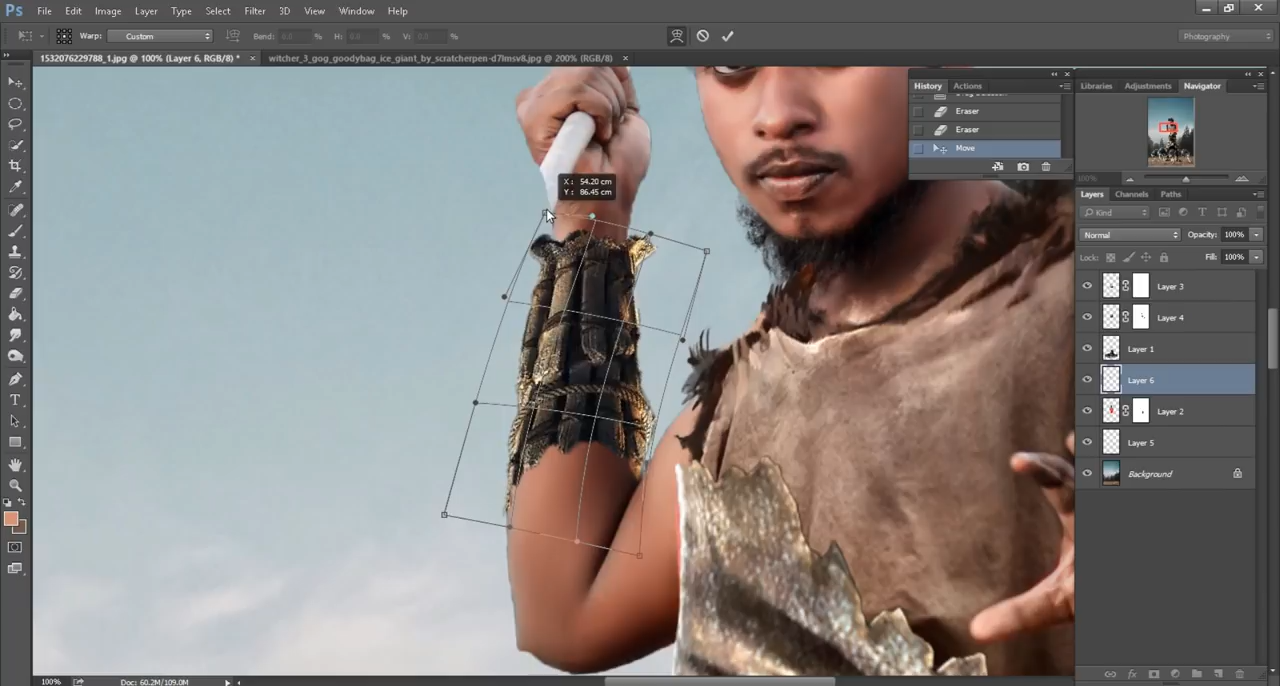 Ps File Edit Image Layer Type Select Filter 3D View Window Help
Warp: Custom Bend: % H: % V: % Photography
1532076229788_1.jpg @ 100% (Layer 6, RGB/8) * × witcher_3_gog_goodybag_ice_giant_by_scratcherpen-d7lmsv8.jpg @ 200% (RGB/8) ×
History Actions
Eraser
Eraser
Move
Libraries Adjustments Navigator
100%
Layers Channels Paths
Kind
Normal Opacity: 100%
Lock: Fill: 100%
Layer 3
Layer 4
Layer 1
Layer 6
Layer 2
Layer 5
Background
X : 54.20 cm
Y : 86.45 cm
100% Doc: 60.2M/109.0M